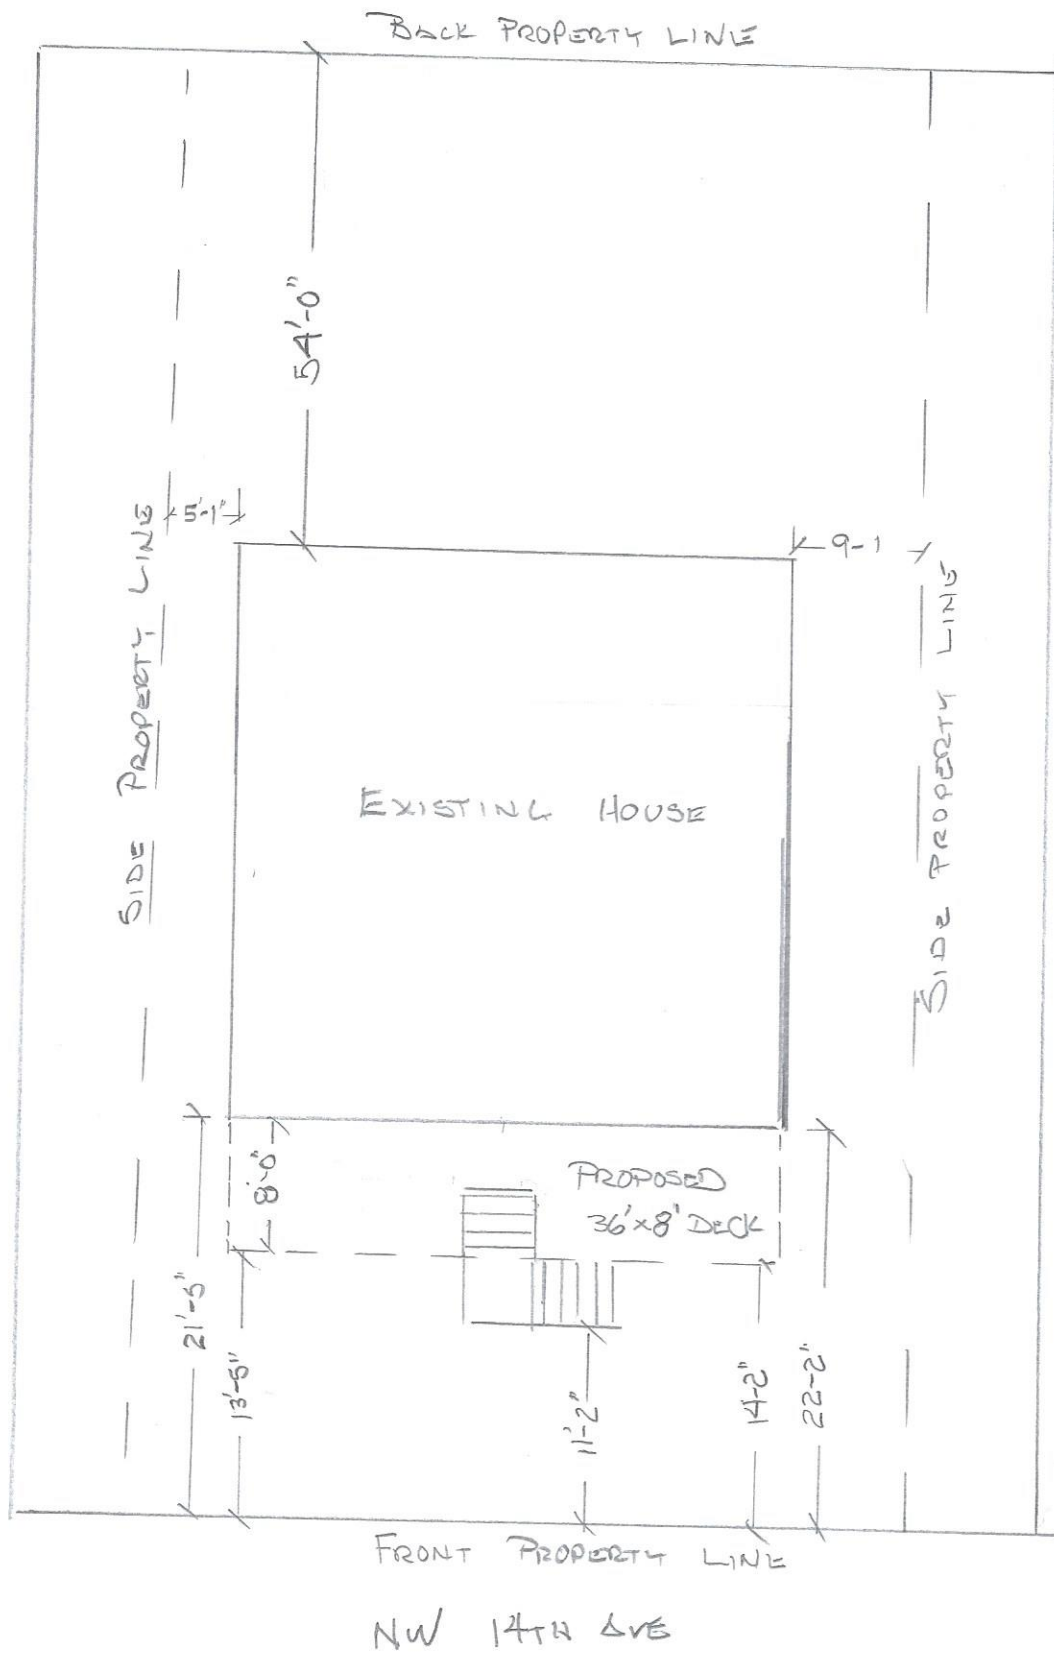 BACK PROPERTY LINE
54'-0"
5'-1"
9-1
SIDE PROPERTY LINE
SIDE PROPERTY LINE
EXISTING HOUSE
8'-0"
PROPOSED
36'x8' DECK
21'-5"
13'-5"
11'-2"
14-2"
22-2"
FRONT PROPERTY LINE
NW 14TH AVE